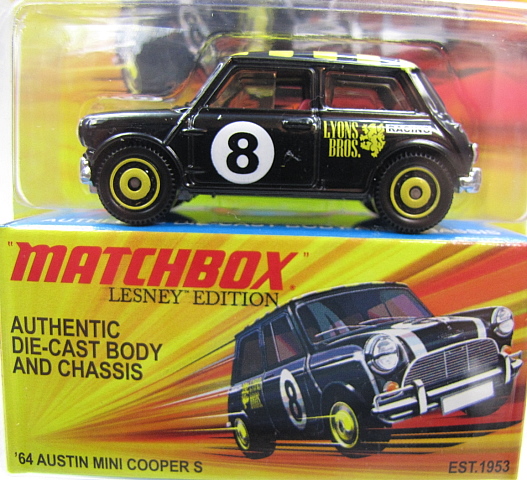 8
LYONS
BROS.
RACING
"MATCHBOX"
LESNEY™ EDITION
AUTHENTIC
DIE-CAST BODY
AND CHASSIS
8
'64 AUSTIN MINI COOPER S
EST.1953